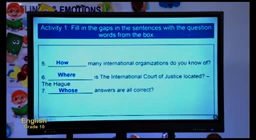 EMOTIONS
Activity 1. Fill in the gaps in the sentences with the question
words from the box.
5. How many international organizations do you know of?
6. Where is The International Court of Justice located? –
The Hague
7. Whose answers are all correct?
English
Grade 10